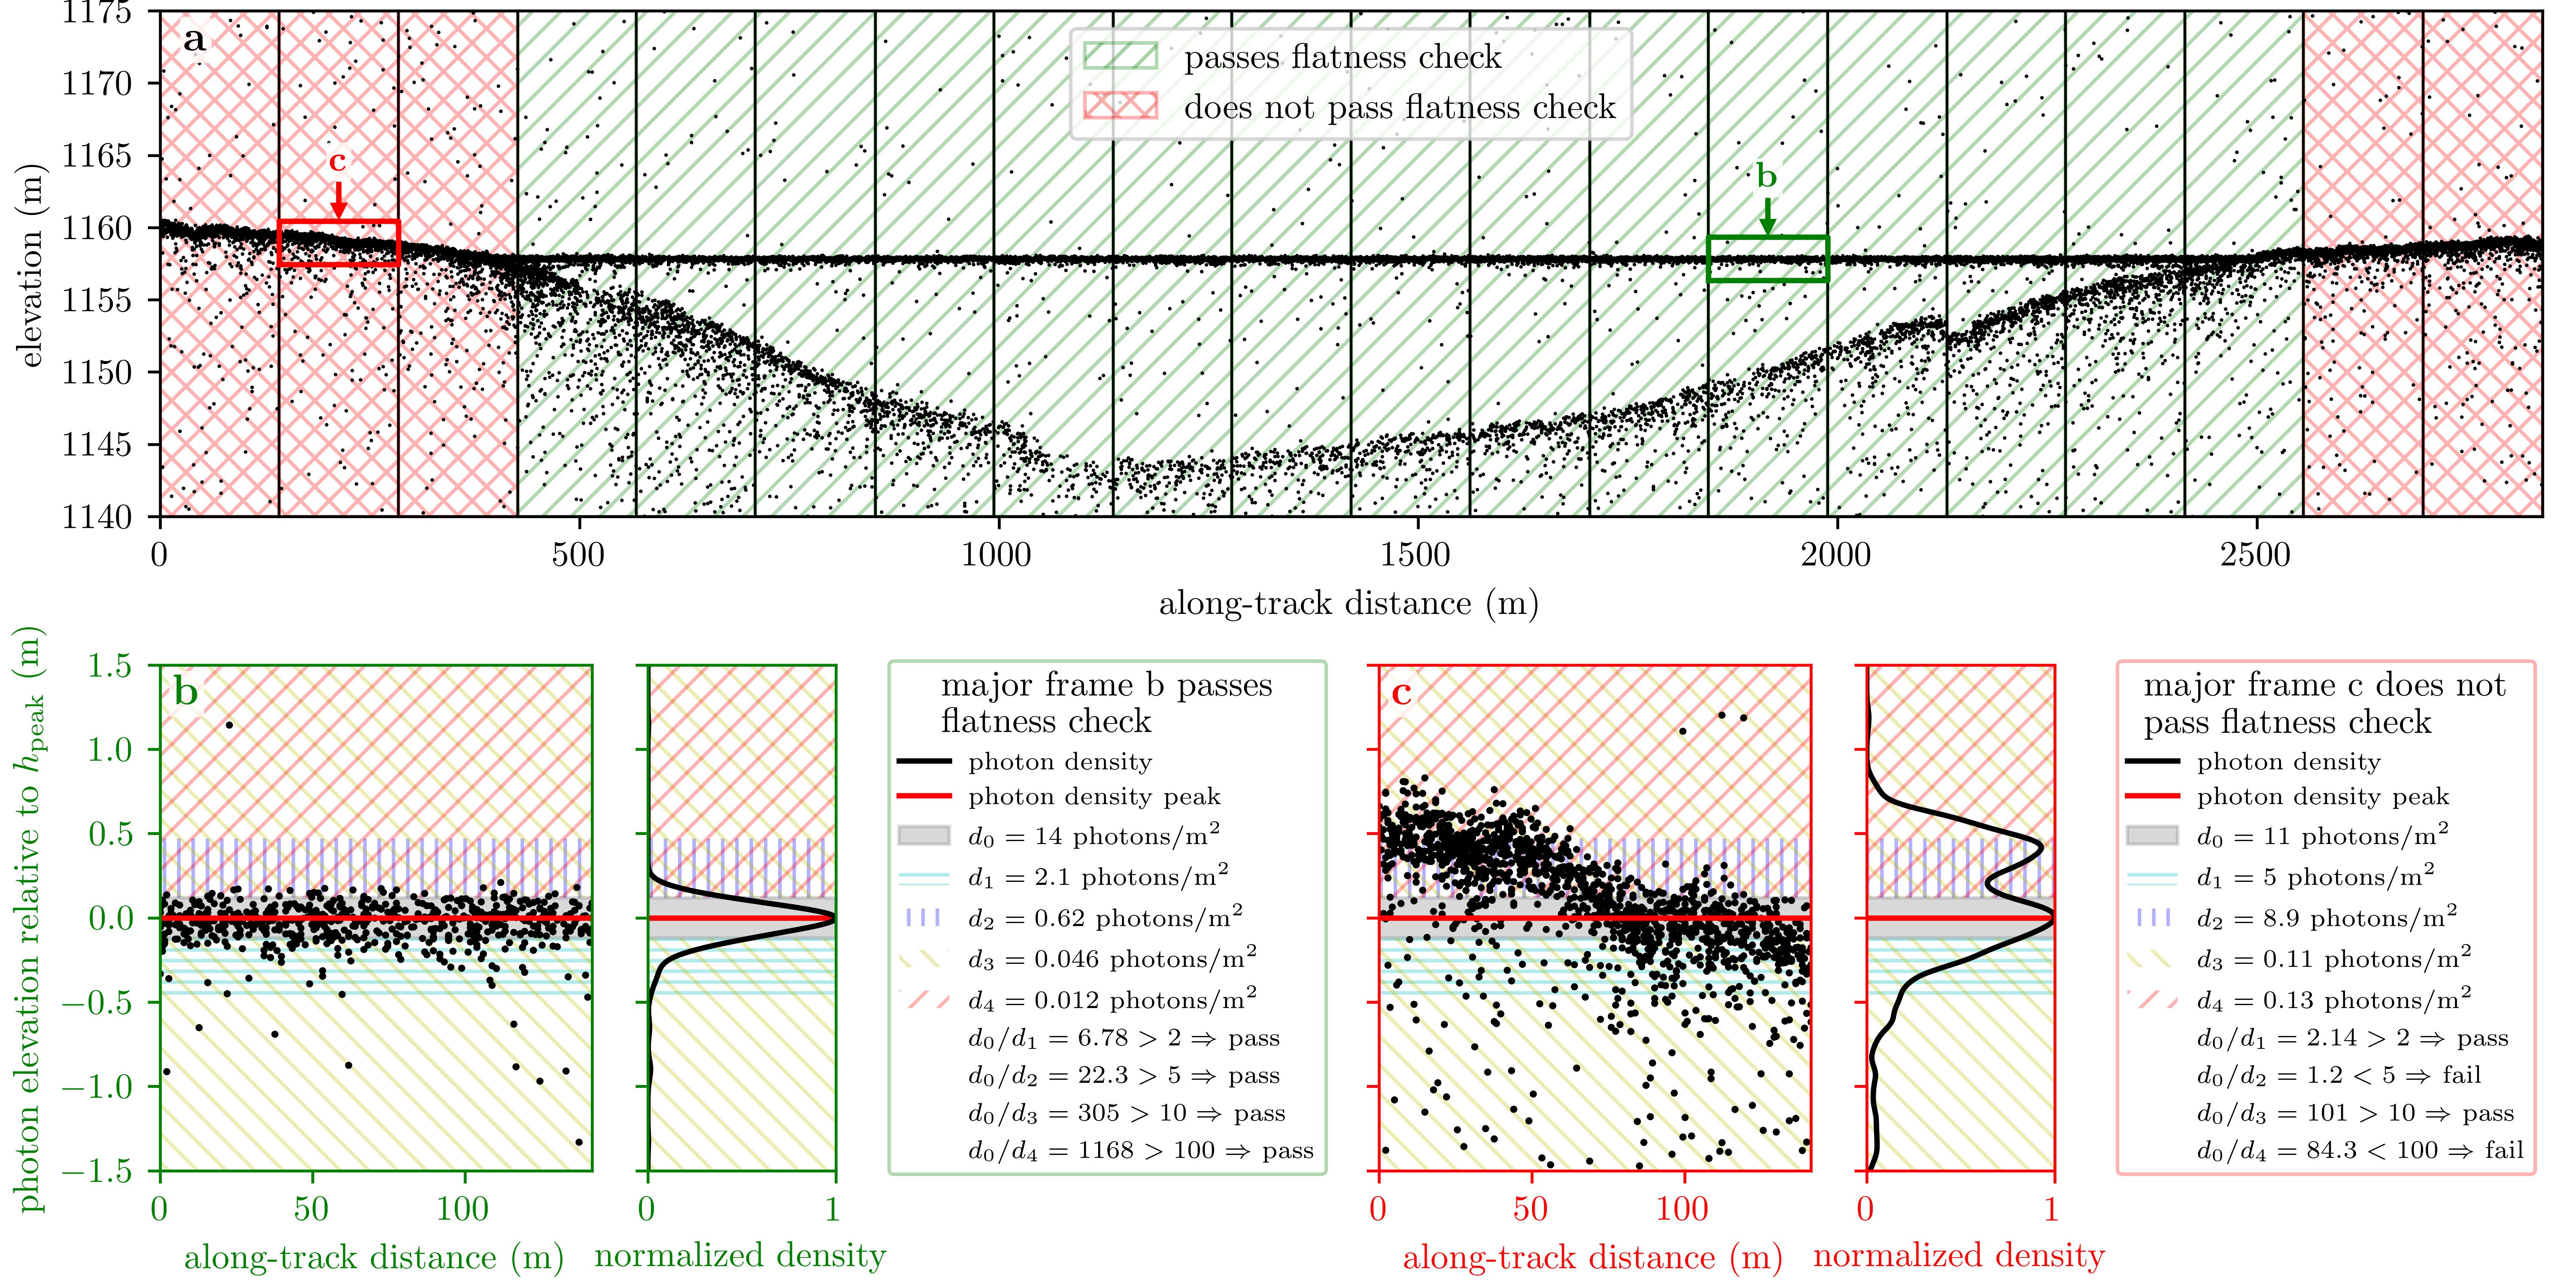 a
1175
1170
1165
1160
1155
1150
1145
1140
elevation (m)
passes flatness check
does not pass flatness check
c
b
0 500 1000 1500 2000 2500
along-track distance (m)
photon elevation relative to h_peak (m)
1.5
1.0
0.5
0.0
−0.5
−1.0
−1.5
b
0 50 100
along-track distance (m)
0 1
normalized density
major frame b passes
flatness check
photon density
photon density peak
d₀ = 14 photons/m²
d₁ = 2.1 photons/m²
d₂ = 0.62 photons/m²
d₃ = 0.046 photons/m²
d₄ = 0.012 photons/m²
d₀/d₁ = 6.78 > 2 ⇒ pass
d₀/d₂ = 22.3 > 5 ⇒ pass
d₀/d₃ = 305 > 10 ⇒ pass
d₀/d₄ = 1168 > 100 ⇒ pass
c
0 50 100
along-track distance (m)
0 1
normalized density
major frame c does not
pass flatness check
photon density
photon density peak
d₀ = 11 photons/m²
d₁ = 5 photons/m²
d₂ = 8.9 photons/m²
d₃ = 0.11 photons/m²
d₄ = 0.13 photons/m²
d₀/d₁ = 2.14 > 2 ⇒ pass
d₀/d₂ = 1.2 < 5 ⇒ fail
d₀/d₃ = 101 > 10 ⇒ pass
d₀/d₄ = 84.3 < 100 ⇒ fail